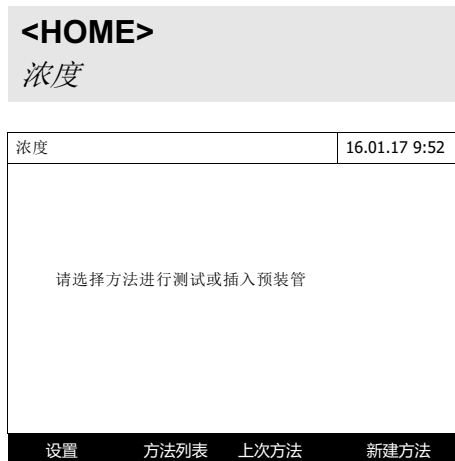 <HOME>
浓度
浓度 16.01.17 9:52
请选择方法进行测试或插入预装管
设置 方法列表 上次方法 新建方法